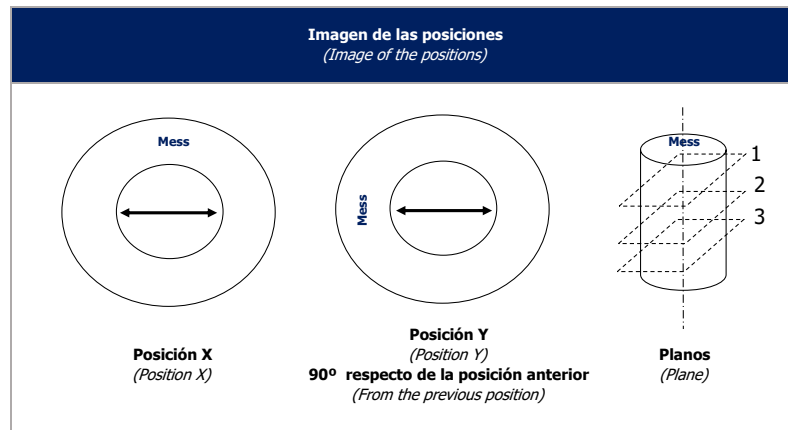 Imagen de las posiciones
(Image of the positions)
Mess
Mess
Mess
1
2
3
Posición X
(Position X)
Posición Y
(Position Y)
90º respecto de la posición anterior
(From the previous position)
Planos
(Plane)